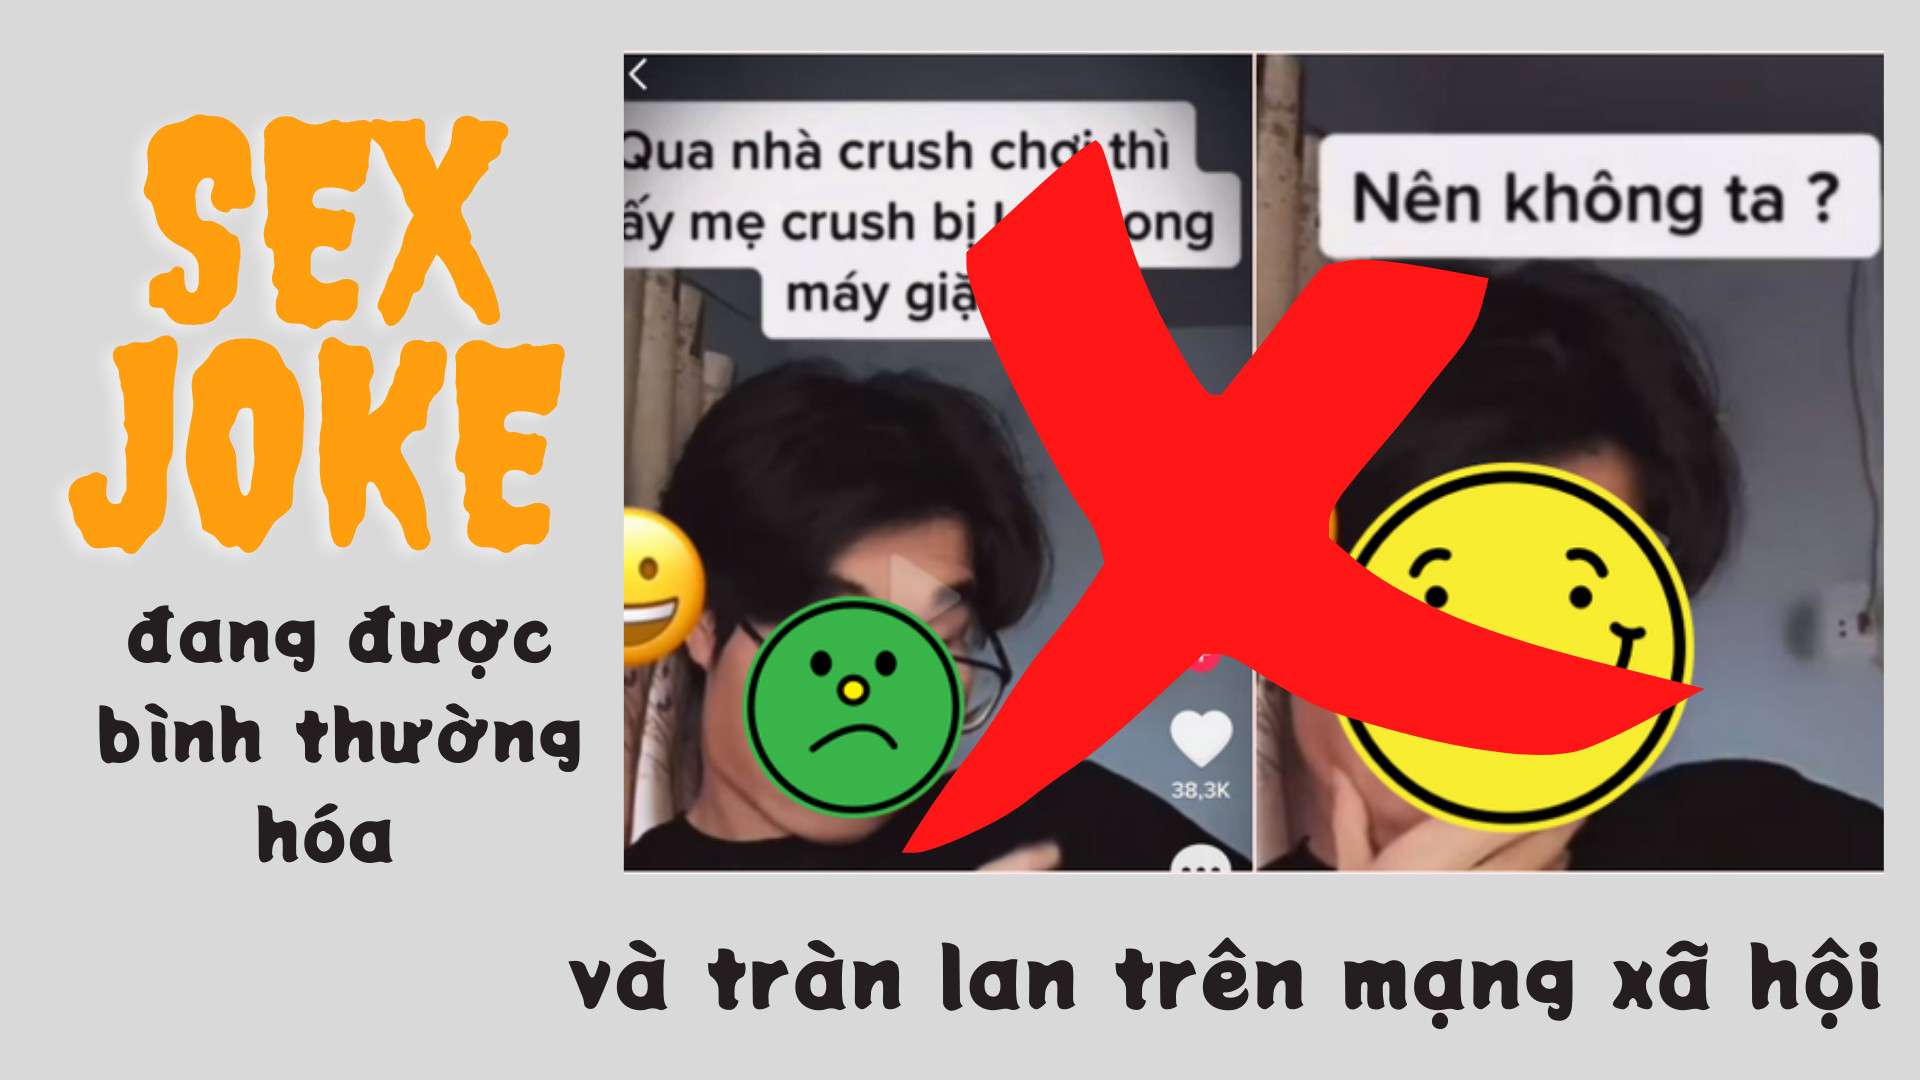 SEX
JOKE
đang được
bình thường
hóa
Qua nhà crush chơi thì
ấy mẹ crush bị
máy
Nên không ta ?
38,3K
và tràn lan trên mạng xã hội